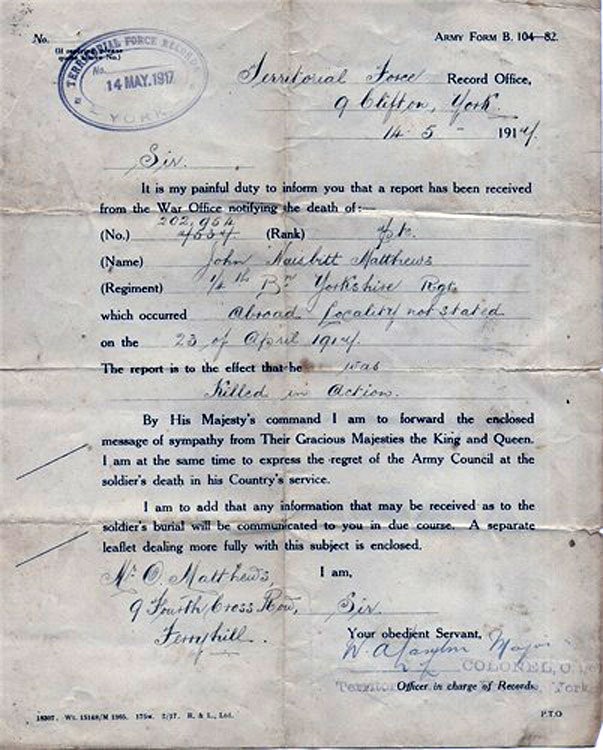 No.
ARMY FORM B. 104—82.
TERRITORIAL FORCE RECORDS
No.
14 MAY.1917
YORK
Territorial Force Record Office,
9 Clifton, York.
14 5 - 1917.
Sir.
It is my painful duty to inform you that a report has been received
from the War Office notifying the death of:—
202,954
(No.) 4534 (Rank) Pte.
(Name) John Naisbitt Matthews
(Regiment) 1/4 th Bn Yorkshire Rgt
which occurred Abroad Locality not stated
on the 23 of April 1917.
The report is to the effect that he was
Killed in Action.
By His Majesty's command I am to forward the enclosed
message of sympathy from Their Gracious Majesties the King and Queen.
I am at the same time to express the regret of the Army Council at the
soldier's death in his Country's service.
I am to add that any information that may be received as to the
soldier's burial will be communicated to you in due course. A separate
leaflet dealing more fully with this subject is enclosed.
Mr O. Matthews, I am,
9 Fourth Cross Row, Sir
Ferryhill. Your obedient Servant,
Major
COLONEL,
Officer in charge of Records.
York
P.T.O